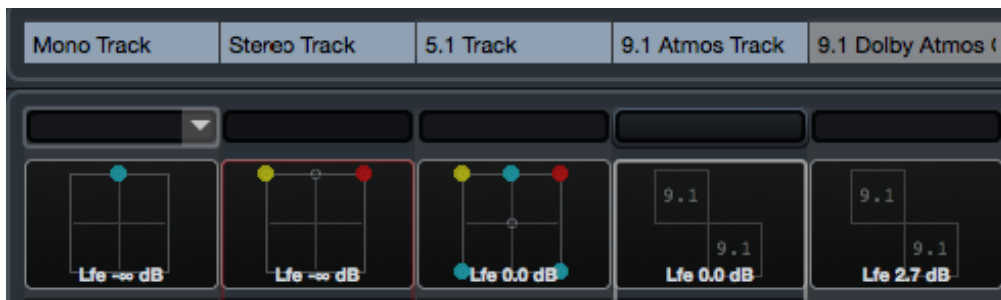 Mono Track
Stereo Track
5.1 Track
9.1 Atmos Track
9.1 Dolby Atmos
9.1
9.1
9.1
9.1
Lfe -∞ dB
Lfe -∞ dB
Lfe 0.0 dB
Lfe 0.0 dB
Lfe 2.7 dB